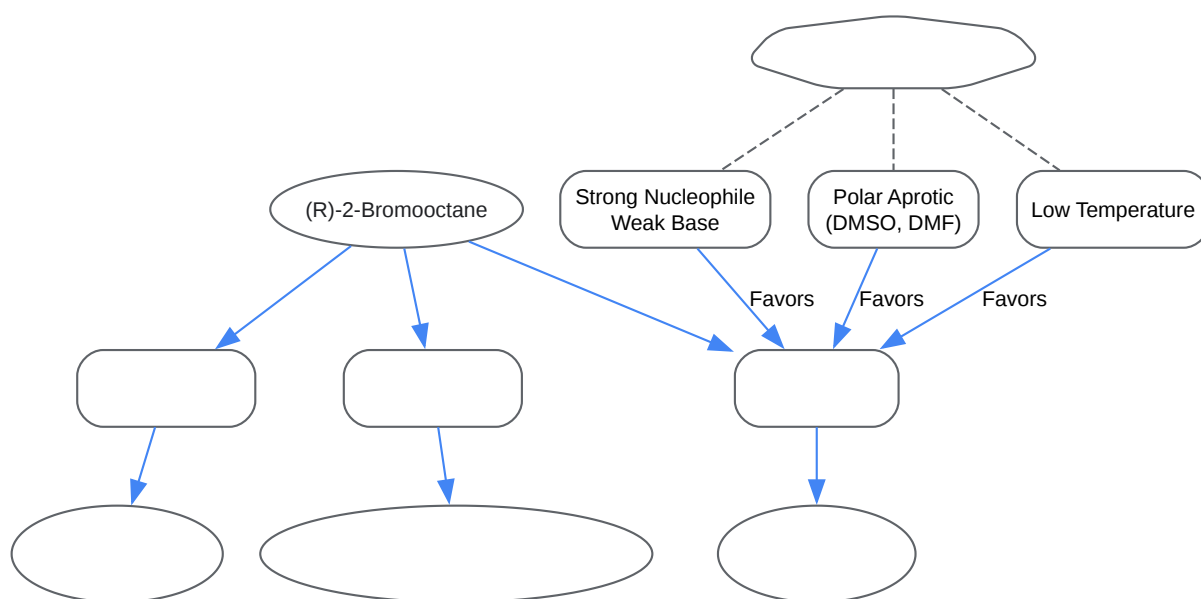 Strong Nucleophile
Weak Base
Polar Aprotic
(DMSO, DMF)
Low Temperature
(R)-2-Bromooctane
Favors
Favors
Favors